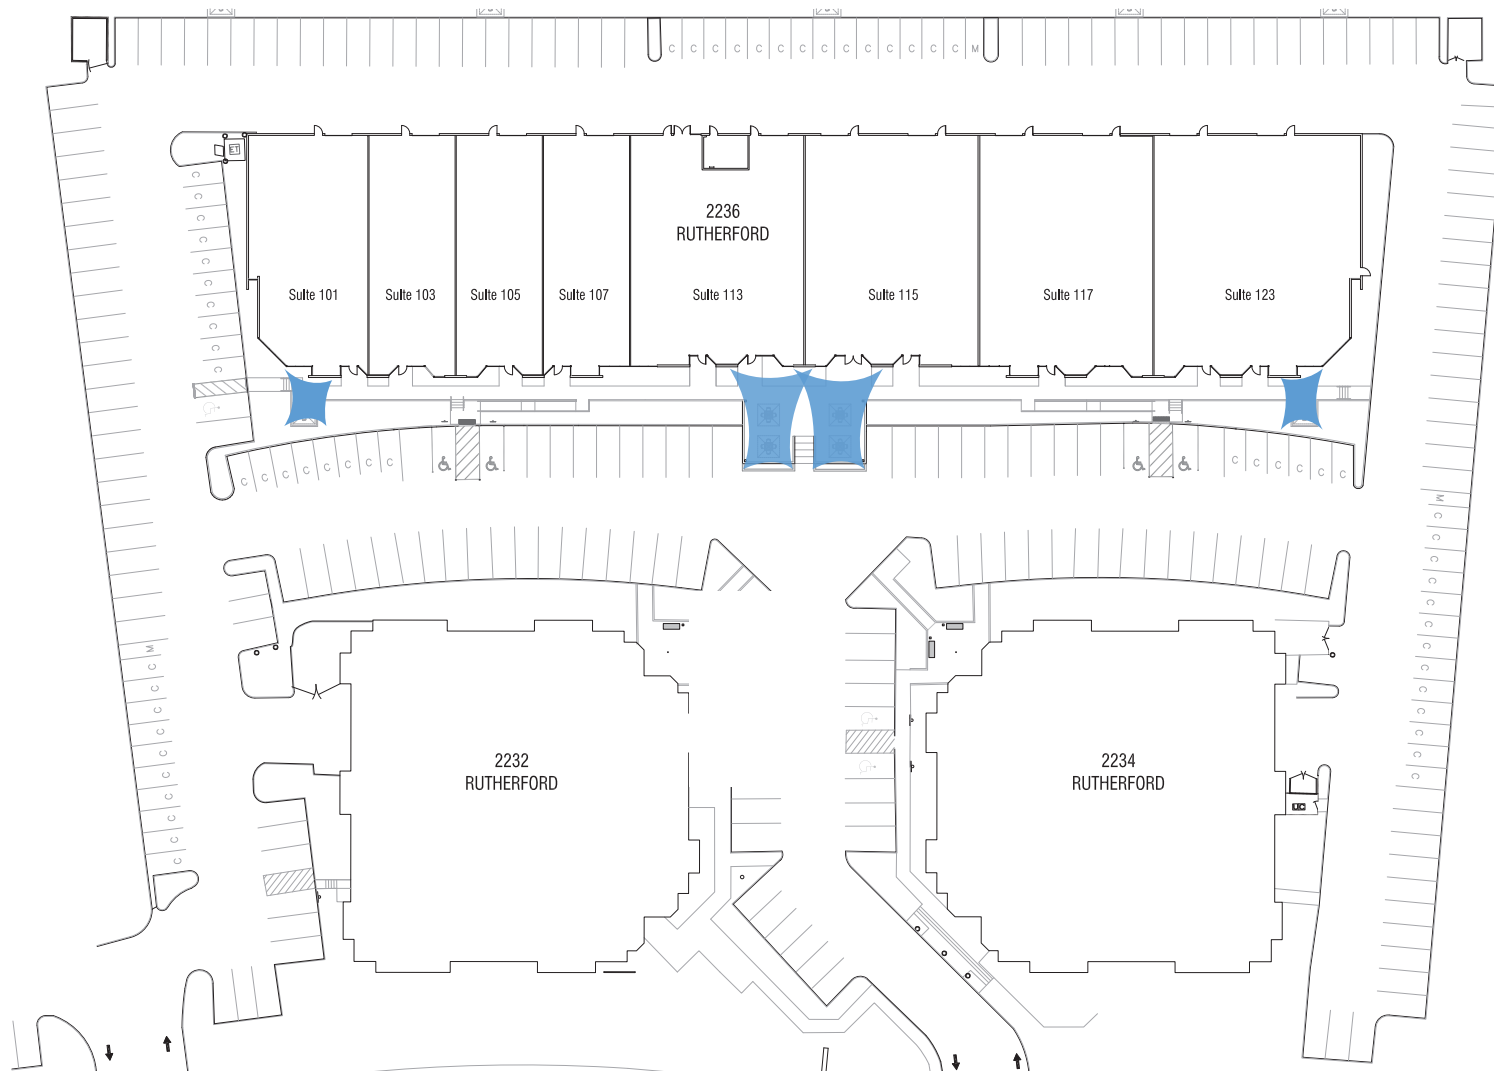 C C C C C C C C C C C C C C M
ET
2236
RUTHERFORD
Suite 101
Suite 103
Suite 105
Suite 107
Suite 113
Suite 115
Suite 117
Suite 123
C C C C C C C C
C C C C C C
2232
RUTHERFORD
2234
RUTHERFORD